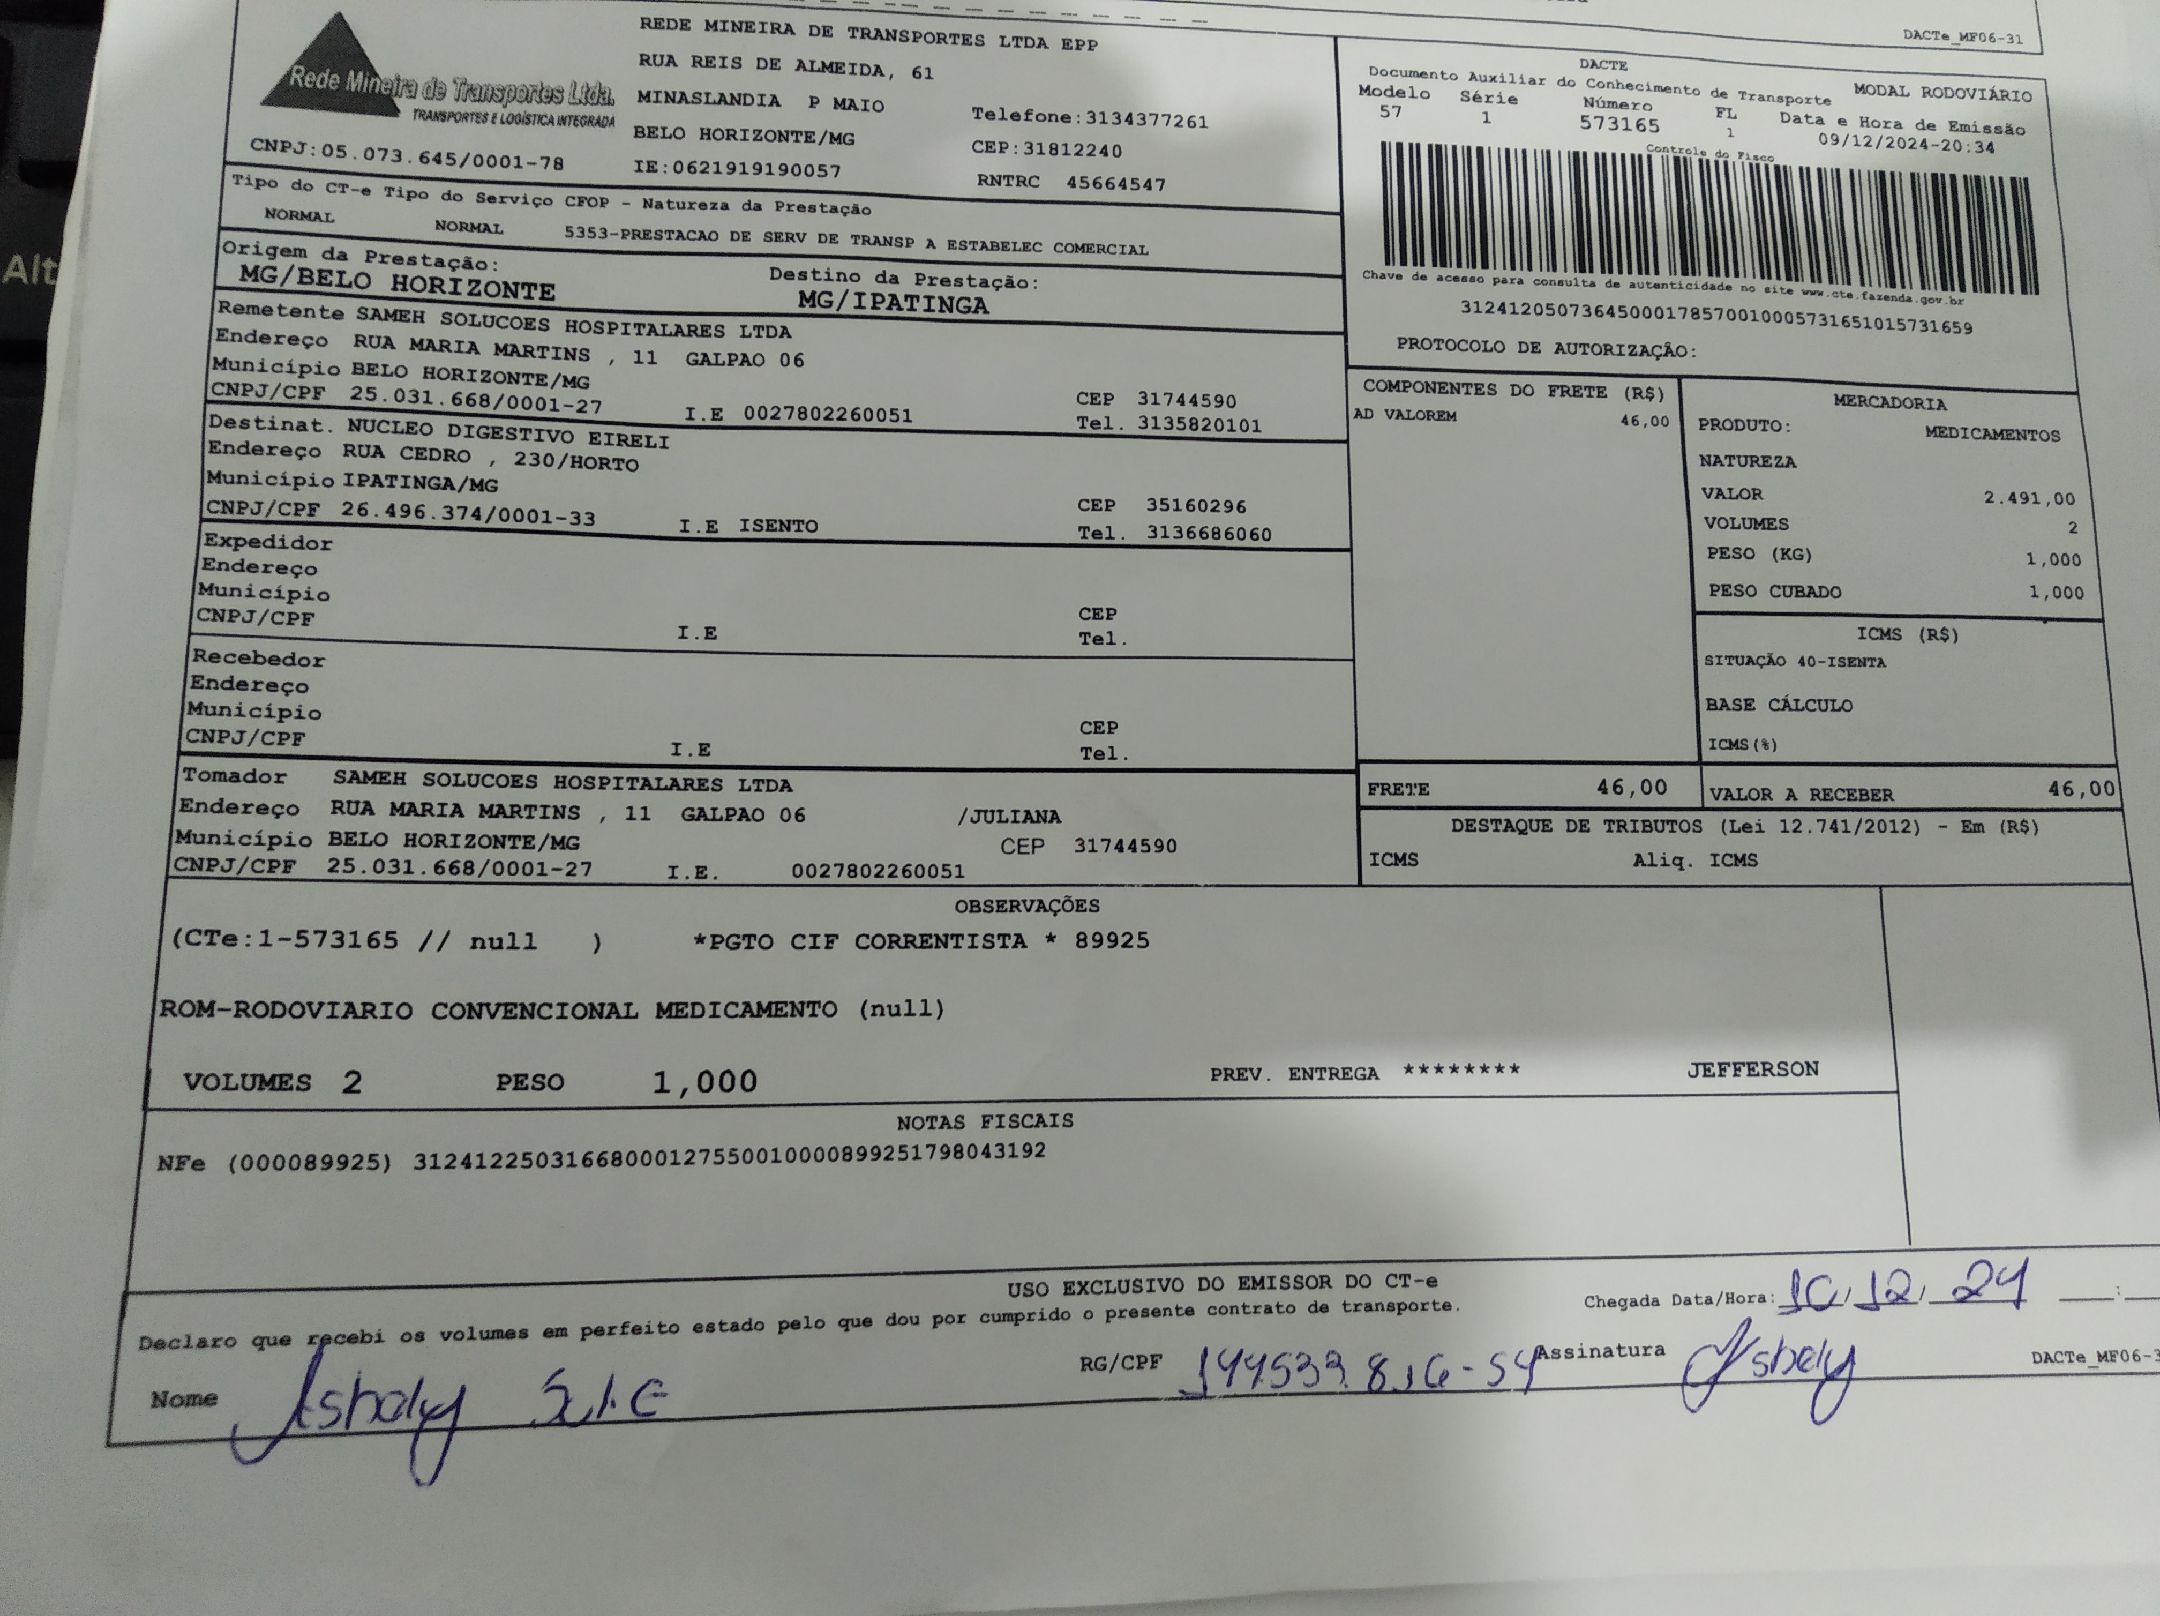 DACTe_MF06-31
Rede Mineira de Transportes Ltda.
TRANSPORTES E LOGÍSTICA INTEGRADA
CNPJ:05.073.645/0001-78
REDE MINEIRA DE TRANSPORTES LTDA EPP
RUA REIS DE ALMEIDA, 61
MINASLANDIA P MAIO Telefone:3134377261
BELO HORIZONTE/MG CEP:31812240
IE:0621919190057 RNTRC 45664547
DACTE
Documento Auxiliar do Conhecimento de Transporte MODAL RODOVIÁRIO
Modelo Série Número FL Data e Hora de Emissão
57 1 573165 1 09/12/2024-20:34
Controle do Fisco
Chave de acesso para consulta de autenticidade no site www.cte.fazenda.gov.br
31241205073645000178570010005731651015731659
PROTOCOLO DE AUTORIZAÇÃO:
Tipo do CT-e Tipo do Serviço CFOP - Natureza da Prestação
NORMAL NORMAL 5353-PRESTACAO DE SERV DE TRANSP A ESTABELEC COMERCIAL
Origem da Prestação: Destino da Prestação:
MG/BELO HORIZONTE MG/IPATINGA
Remetente SAMEH SOLUCOES HOSPITALARES LTDA
Endereço RUA MARIA MARTINS , 11 GALPAO 06
Município BELO HORIZONTE/MG CEP 31744590
CNPJ/CPF 25.031.668/0001-27 I.E 0027802260051 Tel. 3135820101
Destinat. NUCLEO DIGESTIVO EIRELI
Endereço RUA CEDRO , 230/HORTO
Município IPATINGA/MG CEP 35160296
CNPJ/CPF 26.496.374/0001-33 I.E ISENTO Tel. 3136686060
Expedidor
Endereço
Município CEP
CNPJ/CPF I.E Tel.
Recebedor
Endereço
Município CEP
CNPJ/CPF I.E Tel.
Tomador SAMEH SOLUCOES HOSPITALARES LTDA
Endereço RUA MARIA MARTINS , 11 GALPAO 06 /JULIANA
Município BELO HORIZONTE/MG CEP 31744590
CNPJ/CPF 25.031.668/0001-27 I.E. 0027802260051
COMPONENTES DO FRETE (R$)
AD VALOREM 46,00
MERCADORIA
PRODUTO: MEDICAMENTOS
NATUREZA
VALOR 2.491,00
VOLUMES 2
PESO (KG) 1,000
PESO CUBADO 1,000
ICMS (R$)
SITUAÇÃO 40-ISENTA
BASE CÁLCULO
ICMS(%)
FRETE 46,00 VALOR A RECEBER 46,00
DESTAQUE DE TRIBUTOS (Lei 12.741/2012) - Em (R$)
ICMS Aliq. ICMS
OBSERVAÇÕES
(CTe:1-573165 // null ) *PGTO CIF CORRENTISTA * 89925
ROM-RODOVIARIO CONVENCIONAL MEDICAMENTO (null)
VOLUMES 2 PESO 1,000 PREV. ENTREGA ******** JEFFERSON
NOTAS FISCAIS
NFe (000089925) 31241225031668000127550010000899251798043192
USO EXCLUSIVO DO EMISSOR DO CT-e
Declaro que recebi os volumes em perfeito estado pelo que dou por cumprido o presente contrato de transporte.
Chegada Data/Hora: 10/12/24 :
Nome RG/CPF 144.533.816-54 Assinatura
DACTe_MF06-3
Alt